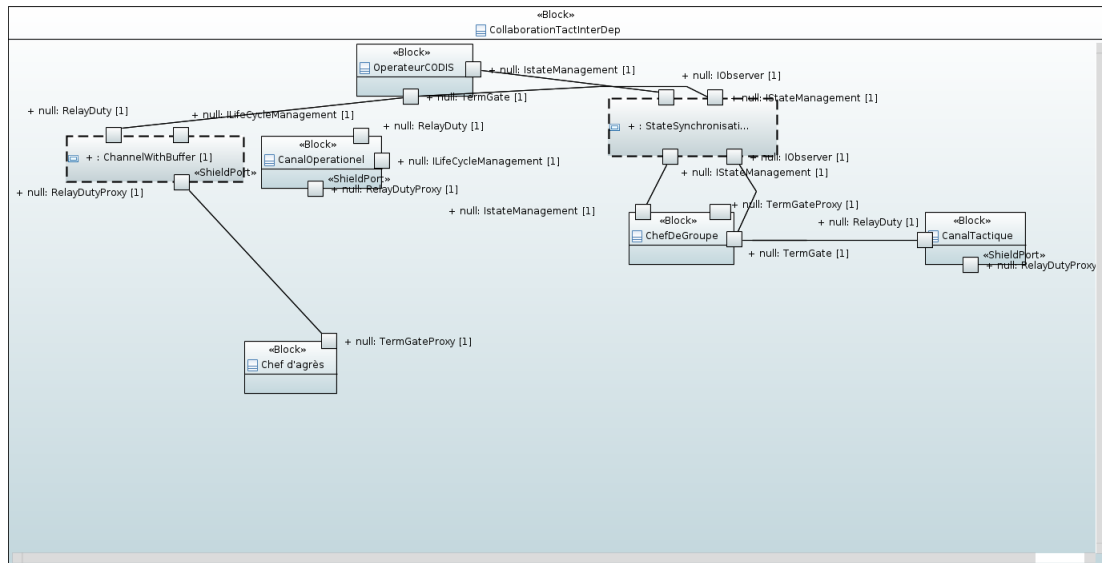 «Block»
CollaborationTactInterDep
«Block»
OperateurCODIS
+ null: IstateManagement [1]
+ null: IObserver [1]
+ null: TermGate [1]
+ null: IStateManagement [1]
+ null: RelayDuty [1]
+ null: ILifeCycleManagement [1]
+ null: RelayDuty [1]
+ : StateSynchronisati...
«Block»
+ : ChannelWithBuffer [1]
CanalOperationel
+ null: ILifeCycleManagement [1]
+ null: IObserver [1]
«ShieldPort»
«ShieldPort»
+ null: IStateManagement [1]
+ null: RelayDutyProxy [1]
+ null: RelayDutyProxy [1]
+ null: IstateManagement [1]
+ null: TermGateProxy [1]
«Block»
ChefDeGroupe
+ null: RelayDuty [1]
«Block»
CanalTactique
+ null: TermGate [1]
«ShieldPort»
+ null: RelayDutyProxy
+ null: TermGateProxy [1]
«Block»
Chef d'agrès